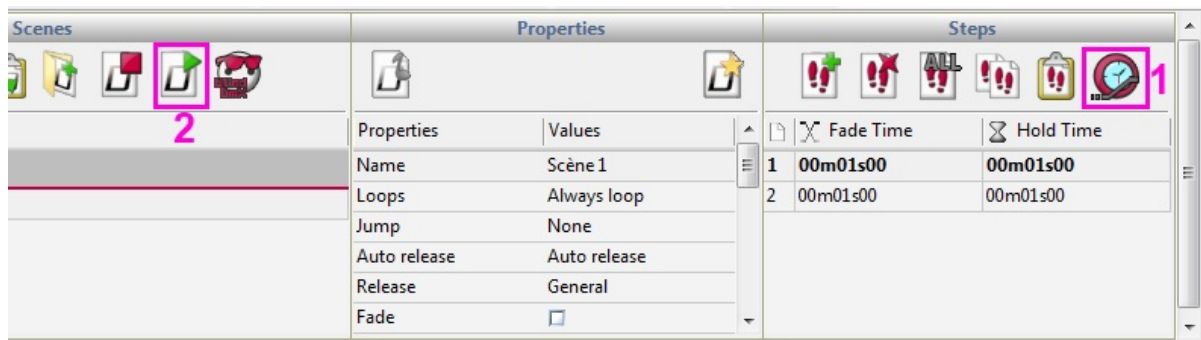 Scenes Properties Steps
ALL 1
2
Properties Values Fade Time Hold Time
Name Scène 1 1 00m01s00 00m01s00
Loops Always loop 2 00m01s00 00m01s00
Jump None
Auto release Auto release
Release General
Fade